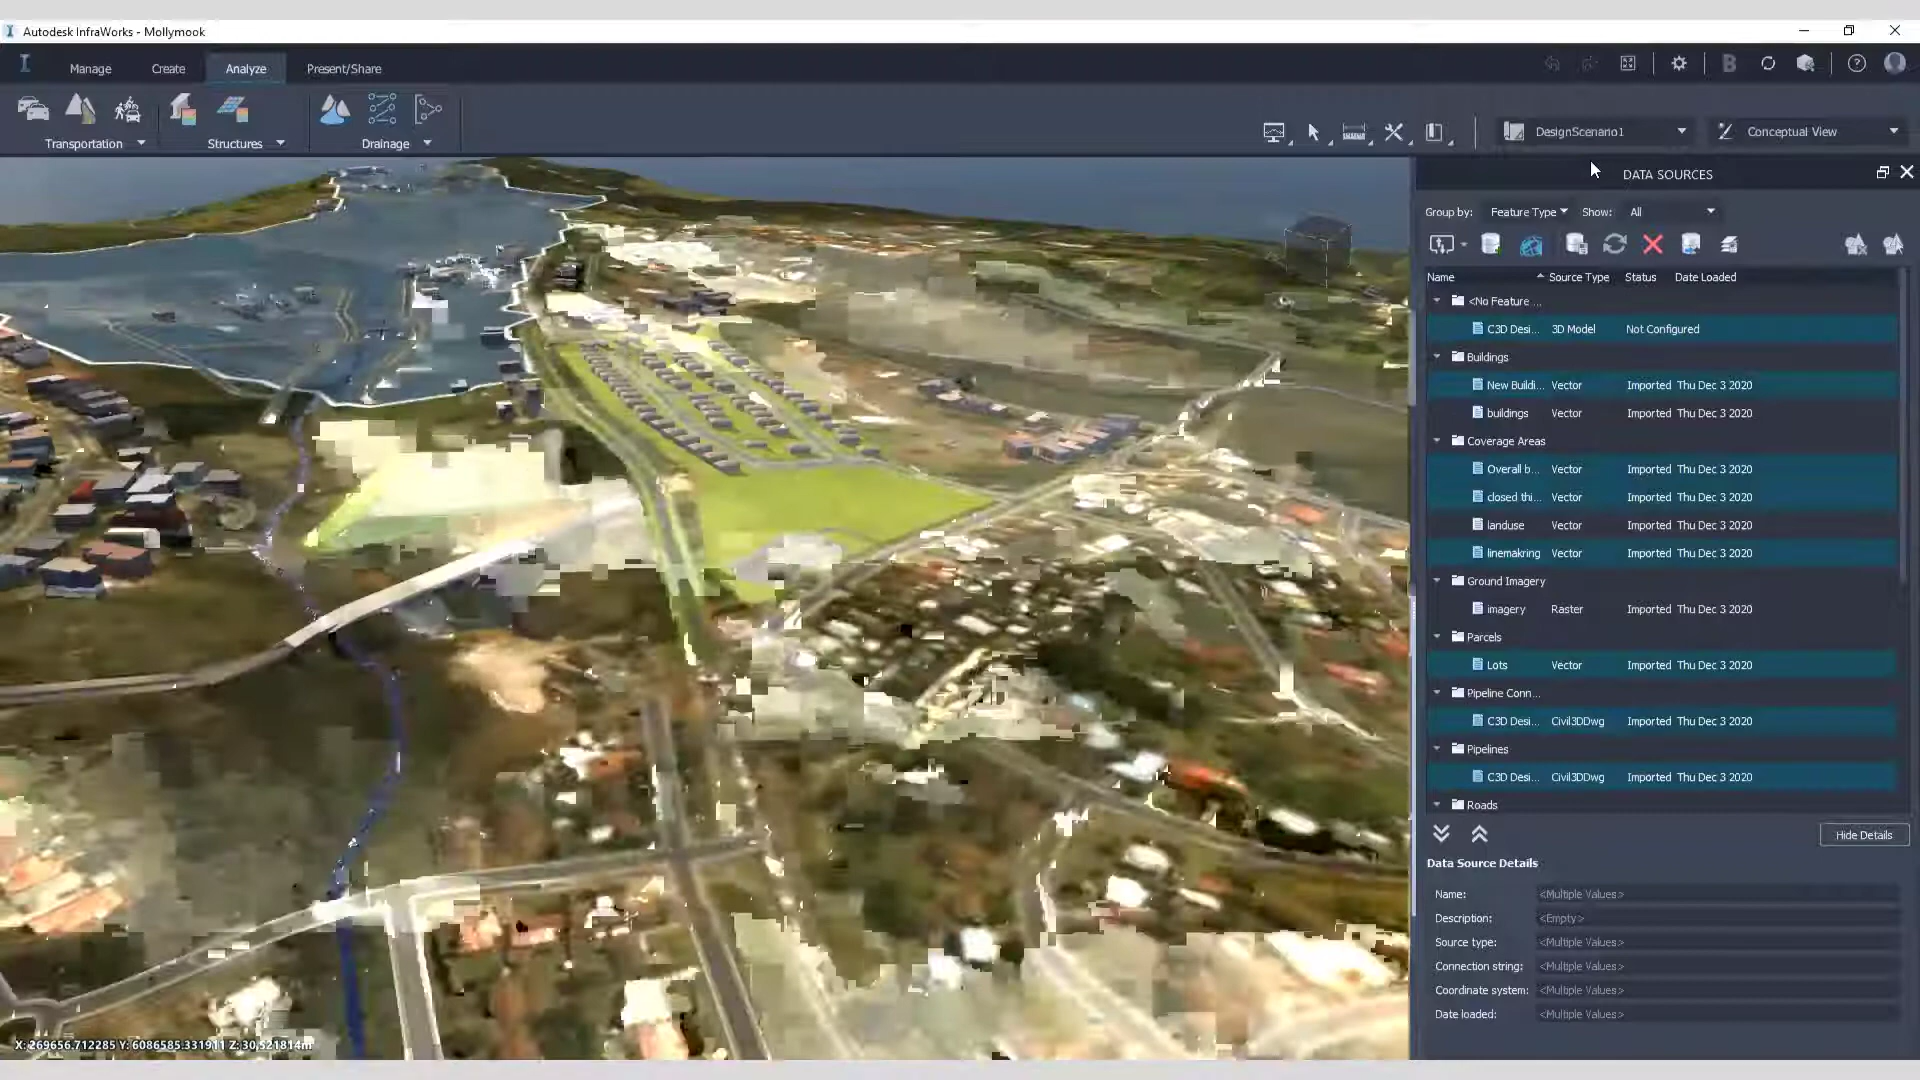 Autodesk InfraWorks - Mollymook
Manage Create Analyze Present/Share
Transportation Structures Drainage
DesignScenario1 Conceptual View
DATA SOURCES
Group by: Feature Type Show: All
Name Source Type Status Date Loaded
<No Feature ...
C3D Desi... 3D Model Not Configured
Buildings
New Buildi... Vector Imported Thu Dec 3 2020
buildings Vector Imported Thu Dec 3 2020
Coverage Areas
Overall b... Vector Imported Thu Dec 3 2020
closed thi... Vector Imported Thu Dec 3 2020
landuse Vector Imported Thu Dec 3 2020
linemakring Vector Imported Thu Dec 3 2020
Ground Imagery
imagery Raster Imported Thu Dec 3 2020
Parcels
Lots Vector Imported Thu Dec 3 2020
Pipeline Conn...
C3D Desi... Civil3DDwg Imported Thu Dec 3 2020
Pipelines
C3D Desi... Civil3DDwg Imported Thu Dec 3 2020
Roads
Hide Details
Data Source Details
Name: <Multiple Values>
Description: <Empty>
Source type: <Multiple Values>
Connection string: <Multiple Values>
Coordinate system: <Multiple Values>
Date loaded: <Multiple Values>
X: 269656.712285 Y: 6086585.331911 Z: 30.521814m